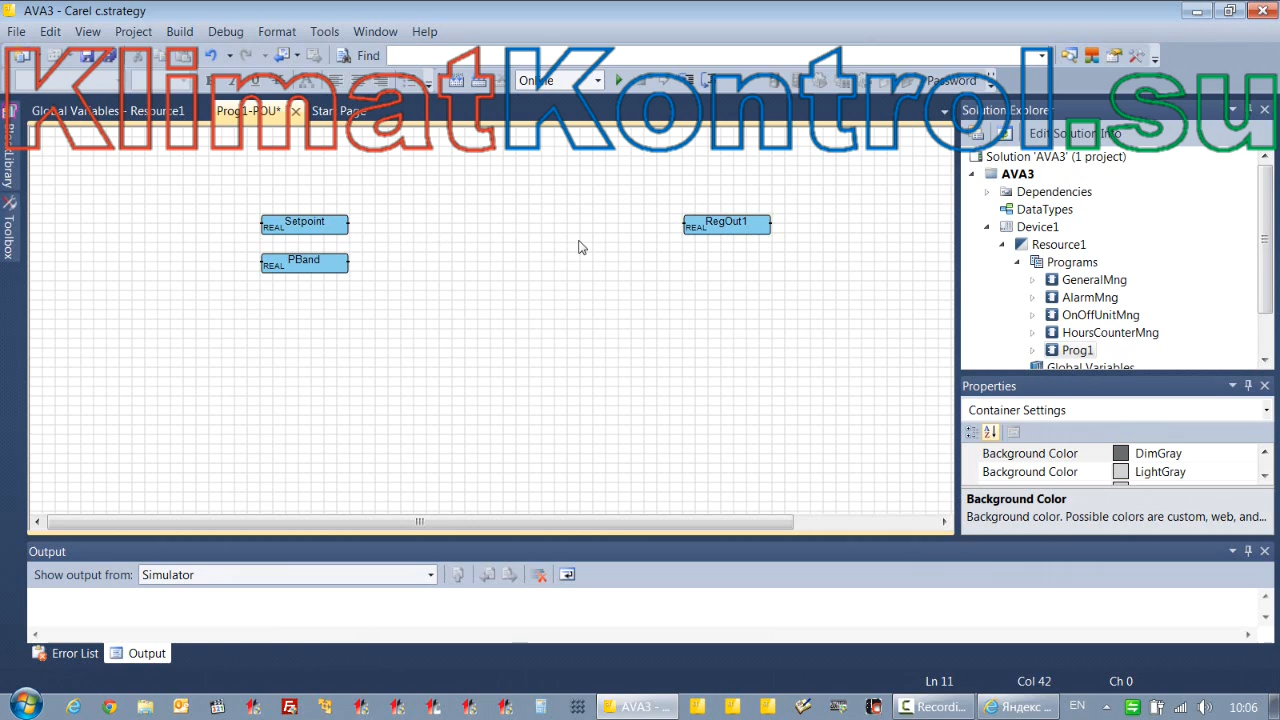 AVA3 - Carel c.strategy
File Edit View Project Build Debug Format Tools Window Help
Find
Online
Password
KlimatKontrol.su
Global Variables - Resource1
Prog1-POU*
Start Page
Block Library
Toolbox
Setpoint
REAL
PBand
REAL
RegOut1
REAL
Solution Explorer
Edit Solution Info
Solution 'AVA3' (1 project)
AVA3
Dependencies
DataTypes
Device1
Resource1
Programs
GeneralMng
AlarmMng
OnOffUnitMng
HoursCounterMng
Prog1
Global Variables
Properties
Container Settings
Background Color DimGray
Background Color LightGray
Background Color
Background color. Possible colors are custom, web, and...
Output
Show output from: Simulator
Error List
Output
Ln 11 Col 42 Ch 0
AVA3 - ...
Recordi...
Яндекс ...
EN
10:06